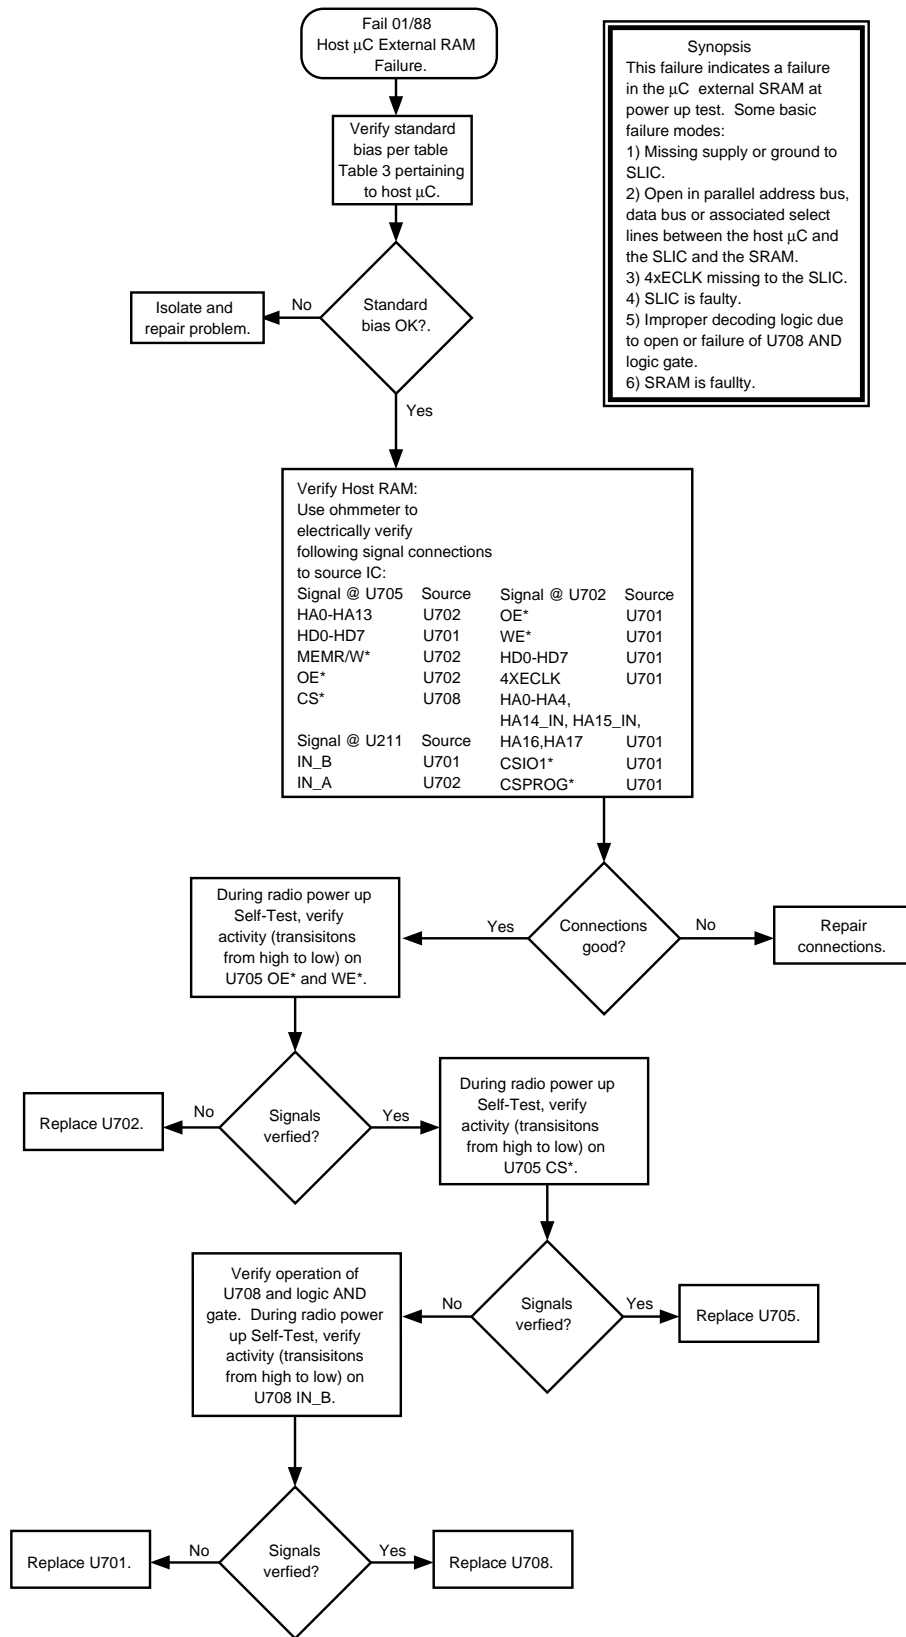 Fail 01/88
Host μC External RAM
Failure.
Synopsis
This failure indicates a failure
in the μC external SRAM at
power up test. Some basic
failure modes:
1) Missing supply or ground to
SLIC.
2) Open in parallel address bus,
data bus or associated select
lines between the host μC and
the SLIC and the SRAM.
3) 4xECLK missing to the SLIC.
4) SLIC is faulty.
5) Improper decoding logic due
to open or failure of U708 AND
logic gate.
6) SRAM is faullty.
Verify standard
bias per table
Table 3 pertaining
to host μC.
Standard
bias OK?.
No
Isolate and
repair problem.
Yes
Verify Host RAM:
Use ohmmeter to
electrically verify
following signal connections
to source IC:
Signal @ U705 Source Signal @ U702 Source
HA0-HA13 U702 OE* U701
HD0-HD7 U701 WE* U701
MEMR/W* U702 HD0-HD7 U701
OE* U702 4XECLK U701
CS* U708 HA0-HA4,
HA14_IN, HA15_IN,
Signal @ U211 Source HA16,HA17 U701
IN_B U701 CSIO1* U701
IN_A U702 CSPROG* U701
Connections
good?
No
Repair
connections.
Yes
During radio power up
Self-Test, verify
activity (transisitons
from high to low) on
U705 OE* and WE*.
Signals
verfied?
No
Replace U702.
Yes
During radio power up
Self-Test, verify
activity (transisitons
from high to low) on
U705 CS*.
Signals
verfied?
Yes
Replace U705.
No
Verify operation of
U708 and logic AND
gate. During radio power
up Self-Test, verify
activity (transisitons
from high to low) on
U708 IN_B.
Signals
verfied?
No
Replace U701.
Yes
Replace U708.